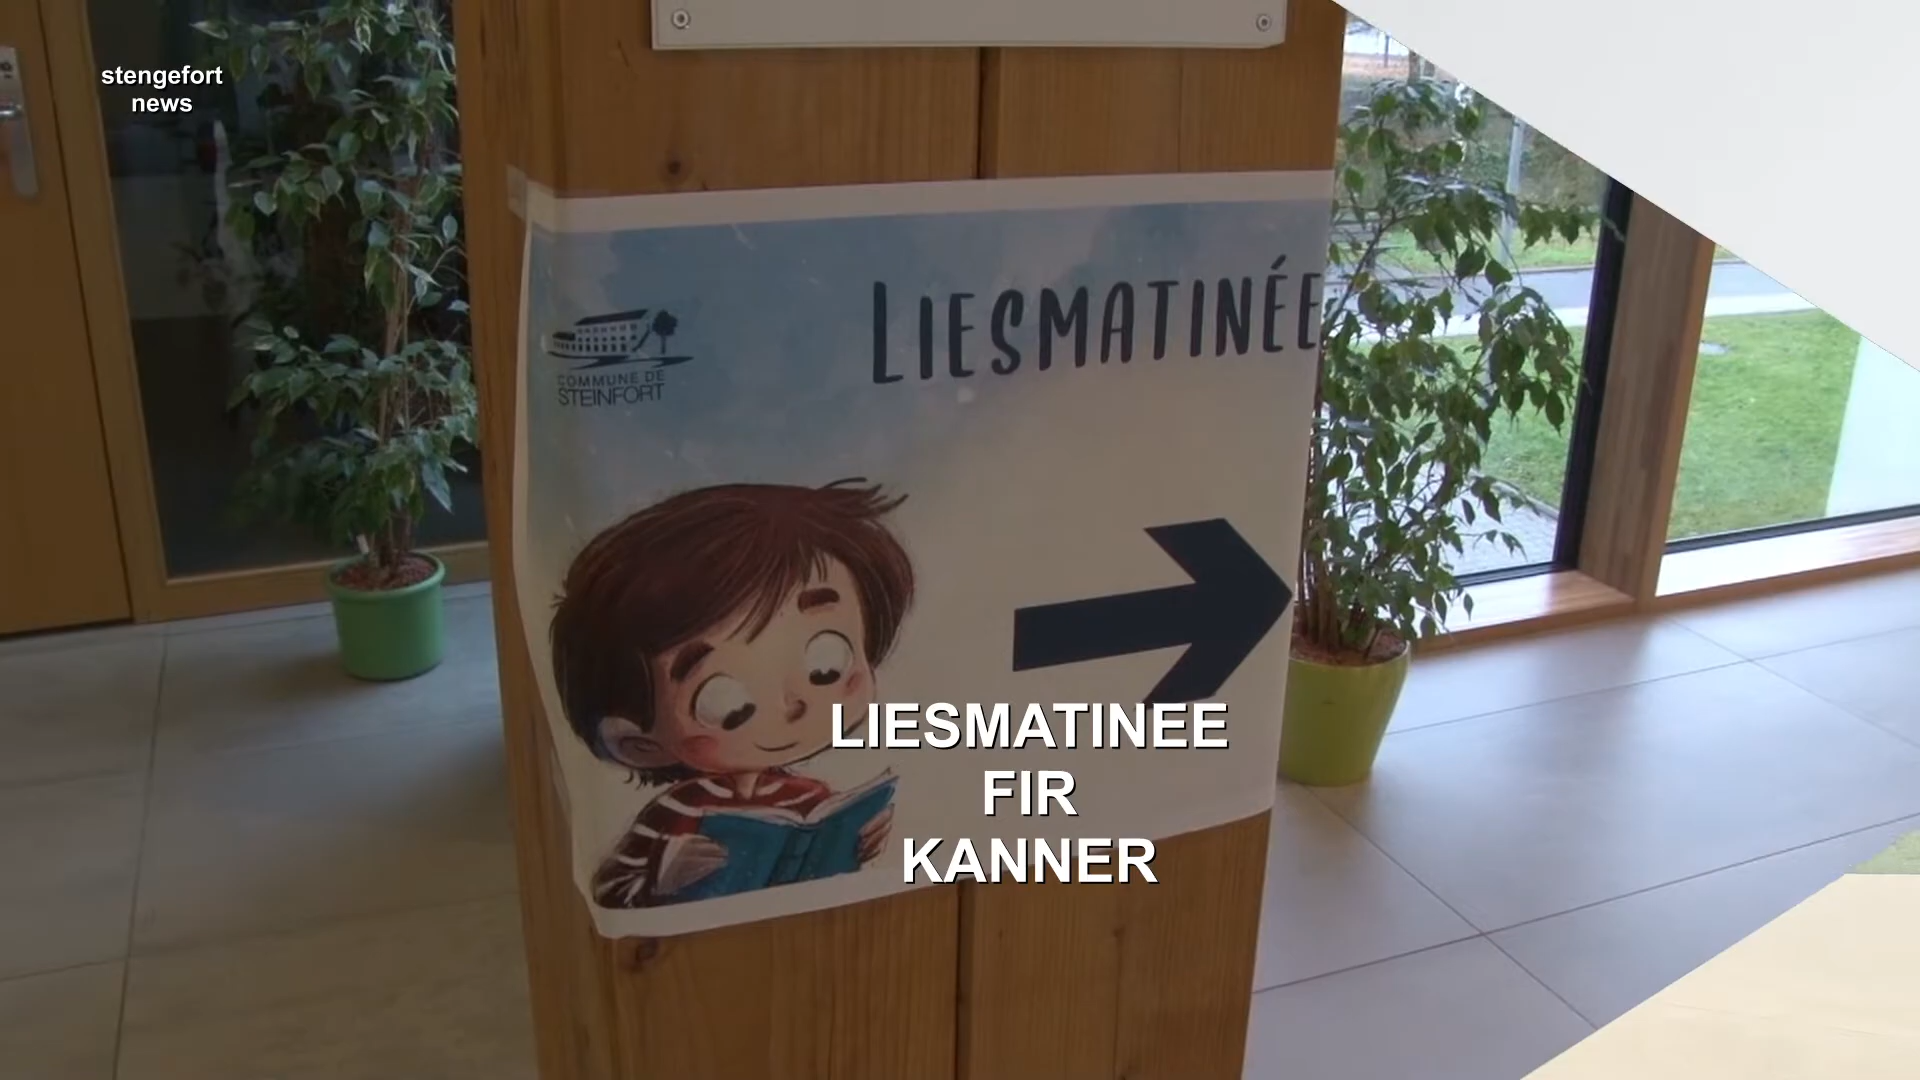 stengefort
news
LIESMATINÉE
COMMUNE DE
STEINFORT
LIESMATINEE
FIR
KANNER